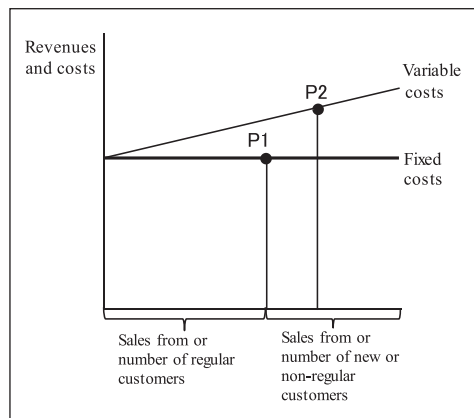 Revenues
and costs
P2
Variable
costs
P1
Fixed
costs
Sales from or
number of regular
customers
Sales from or
number of new or
non-regular
customers